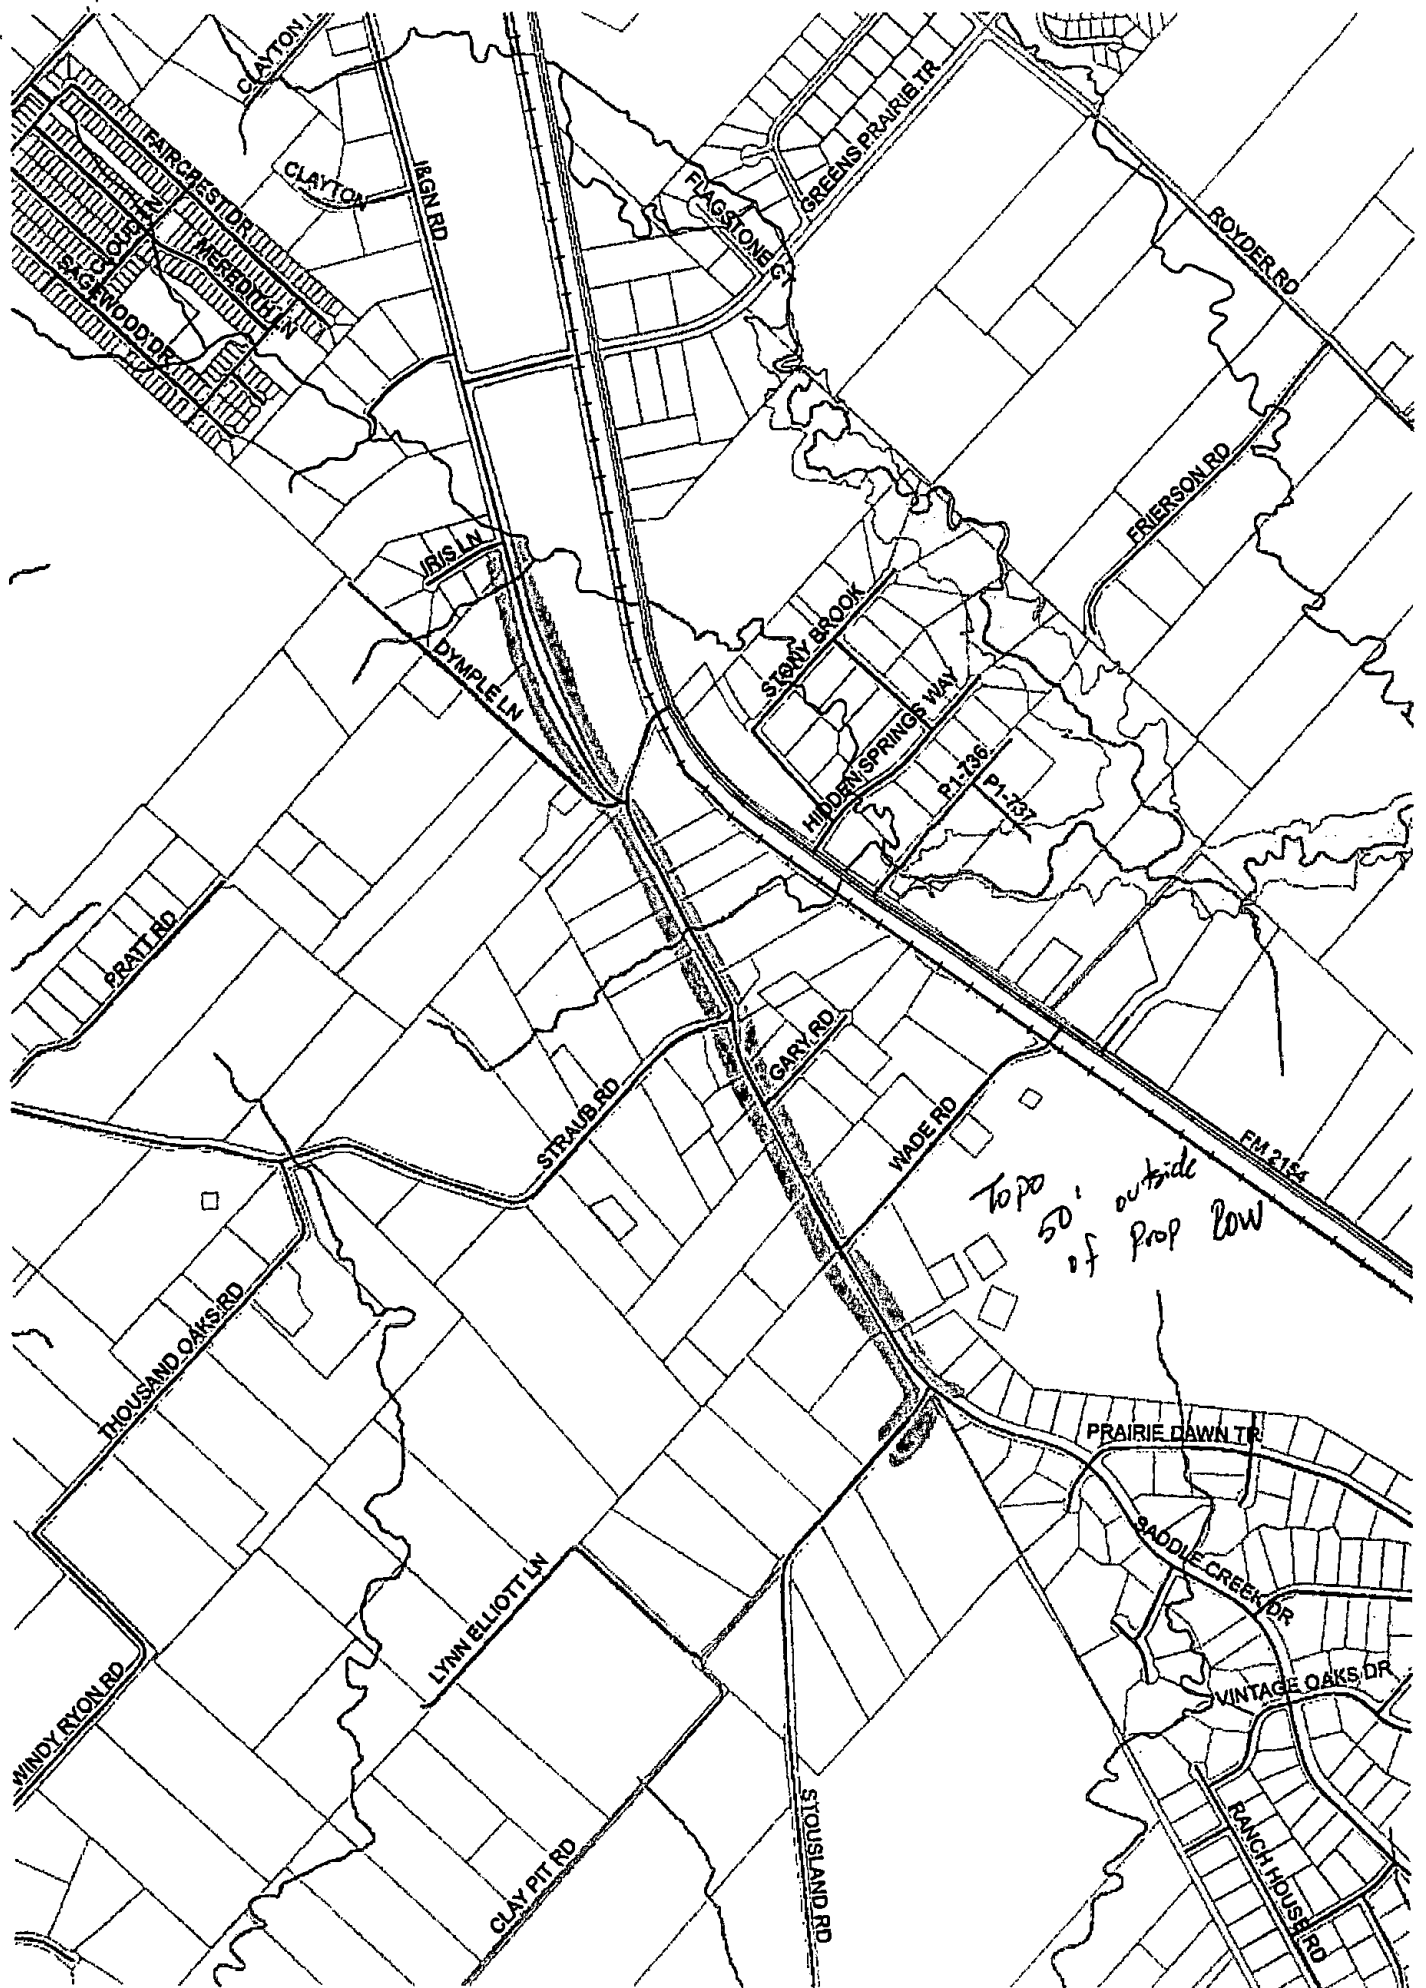 CLAYTON
FAIRCREST DR
CLAYTON
I&GN RD
CLOUD LN
MEREDITH LN
SAGEWOOD DR
FLAGSTONE CT
GREENS PRAIRIE TR
ROYDER RD
FRIERSON RD
IRIS LN
DYMPLE LN
STONY BROOK
HIDDEN SPRINGS WAY
P1-736
P1-737
PRATT RD
STRAUB RD
GARY RD
WADE RD
FM 2154
Topo
50' outside
of Prop ROW
THOUSAND OAKS RD
PRAIRIE DAWN TR
SADDLE CREEK DR
LYNN ELLIOTT LN
WINDY RYON RD
VINTAGE OAKS DR
CLAY PIT RD
STOUSLAND RD
RANCH HOUSE RD